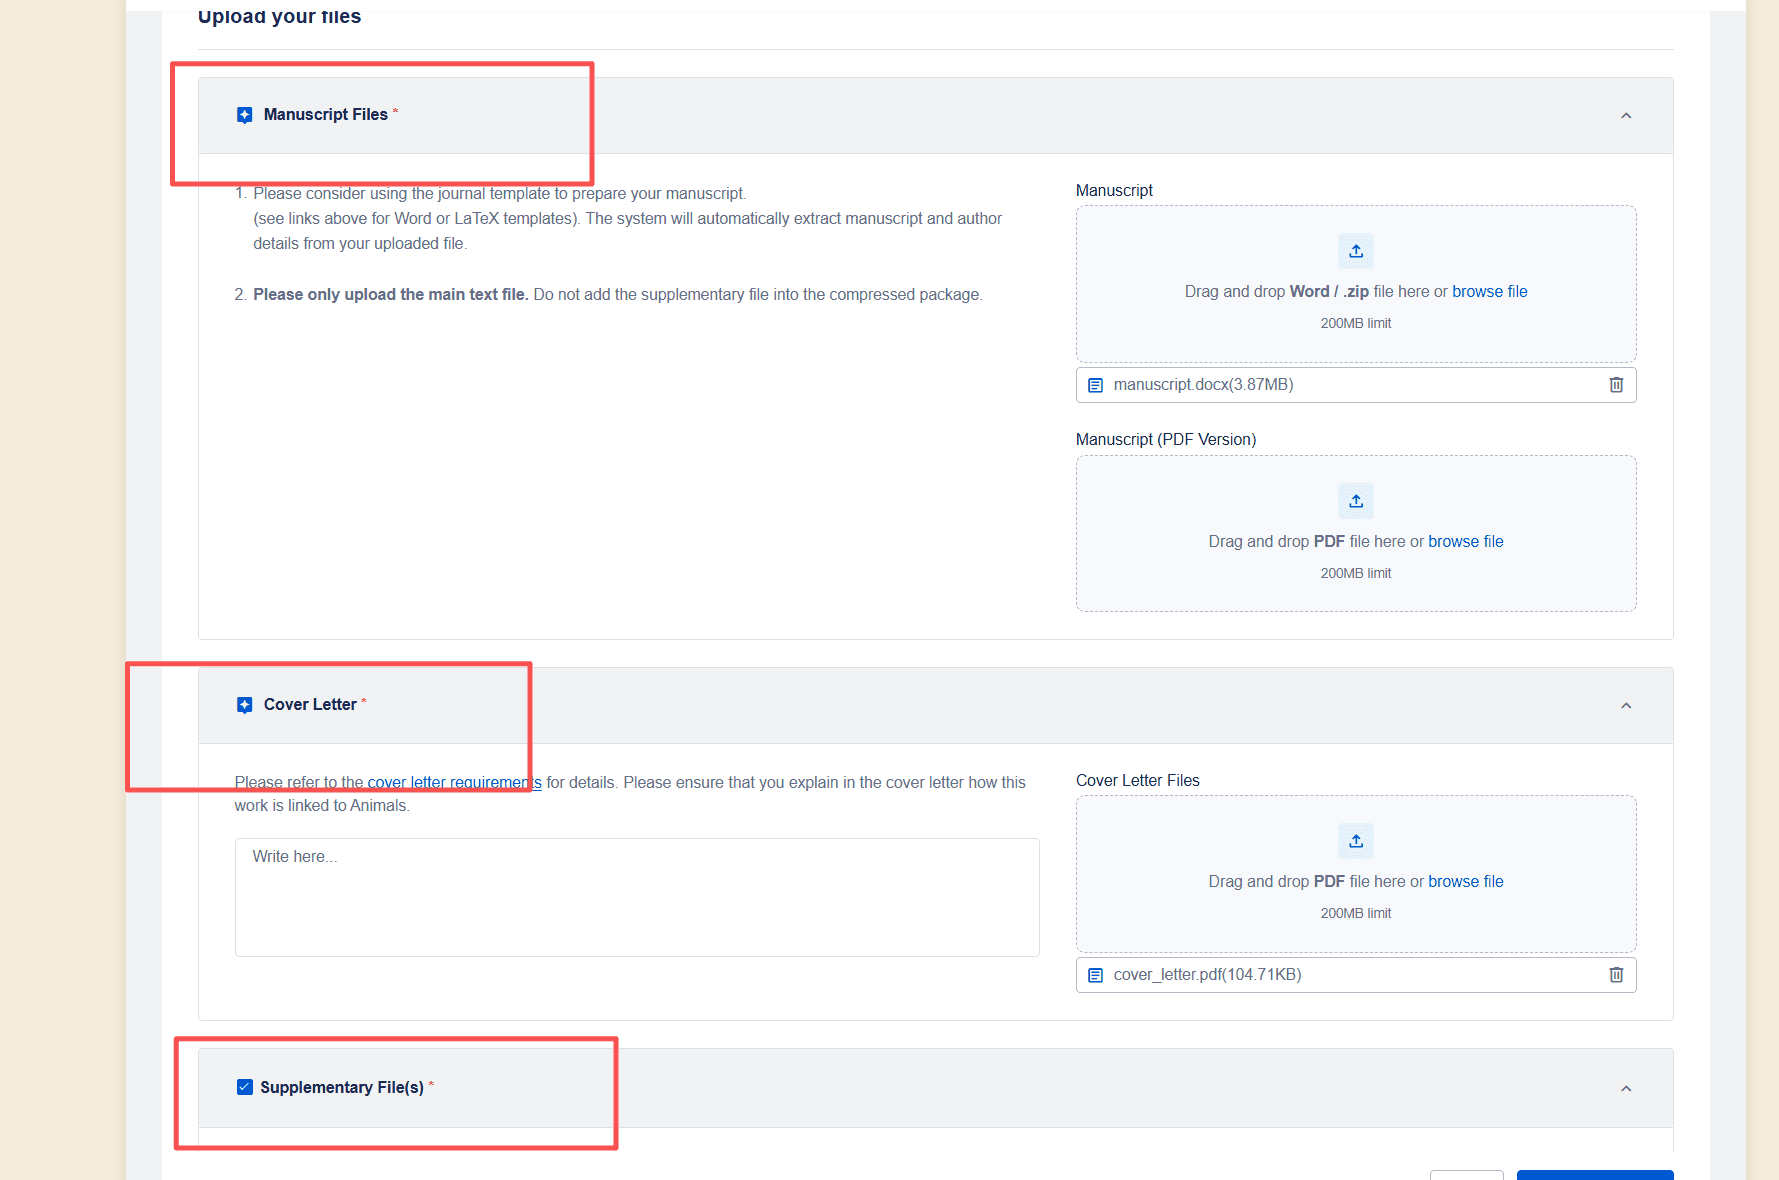 Upload your files
Manuscript Files *
1. Please consider using the journal template to prepare your manuscript.
(see links above for Word or LaTeX templates). The system will automatically extract manuscript and author
details from your uploaded file.
2. Please only upload the main text file. Do not add the supplementary file into the compressed package.
Manuscript
Drag and drop Word / .zip file here or browse file
200MB limit
manuscript.docx(3.87MB)
Manuscript (PDF Version)
Drag and drop PDF file here or browse file
200MB limit
Cover Letter *
Please refer to the cover letter requirements for details. Please ensure that you explain in the cover letter how this
work is linked to Animals.
Write here...
Cover Letter Files
Drag and drop PDF file here or browse file
200MB limit
cover_letter.pdf(104.71KB)
Supplementary File(s) *